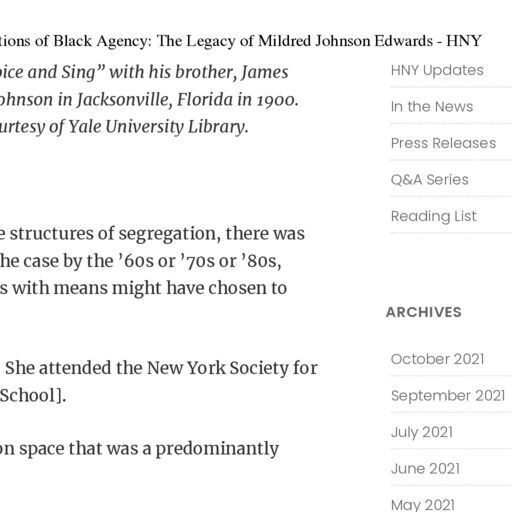 tions of Black Agency: The Legacy of Mildred Johnson Edwards - HNY
oice and Sing” with his brother, James
ohnson in Jacksonville, Florida in 1900.
urtesy of Yale University Library.
e structures of segregation, there was
he case by the ’60s or ’70s or ’80s,
s with means might have chosen to
She attended the New York Society for
School].
on space that was a predominantly
HNY Updates
In the News
Press Releases
Q&A Series
Reading List
ARCHIVES
October 2021
September 2021
July 2021
June 2021
May 2021